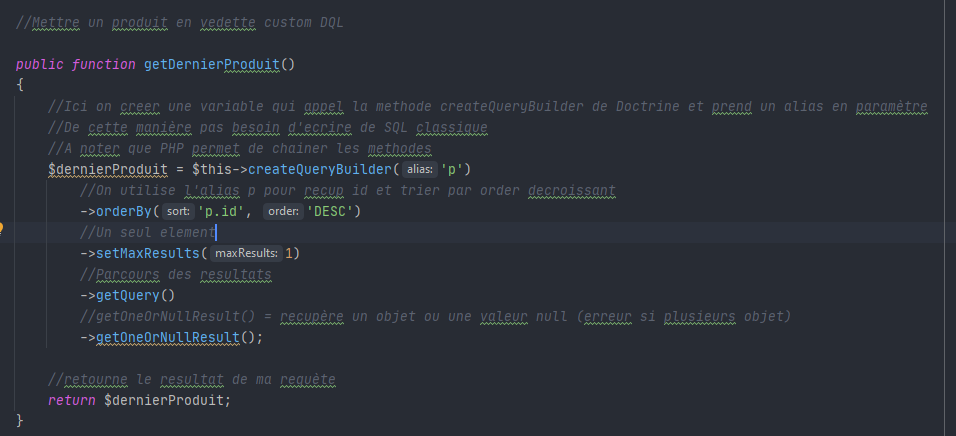 //Mettre un produit en vedette custom DQL
public function getDernierProduit()
{
//Ici on creer une variable qui appel la methode createQueryBuilder de Doctrine et prend un alias en paramètre
//De cette manière pas besoin d'ecrire de SQL classique
//A noter que PHP permet de chainer les methodes
$dernierProduit = $this->createQueryBuilder( alias: 'p')
//On utilise l'alias p pour recup id et trier par order decroissant
->orderBy( sort: 'p.id', order: 'DESC')
//Un seul element
->setMaxResults( maxResults: 1)
//Parcours des resultats
->getQuery()
//getOneOrNullResult() = recupère un objet ou une valeur null (erreur si plusieurs objet)
->getOneOrNullResult();
//retourne le resultat de ma requête
return $dernierProduit;
}